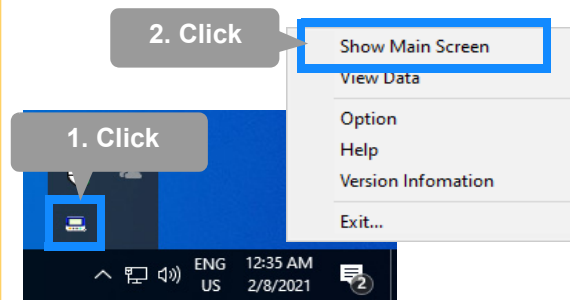 2. Click
Show Main Screen
View Data
Option
Help
Version Infomation
Exit...
1. Click
ENG
US
12:35 AM
2/8/2021
2